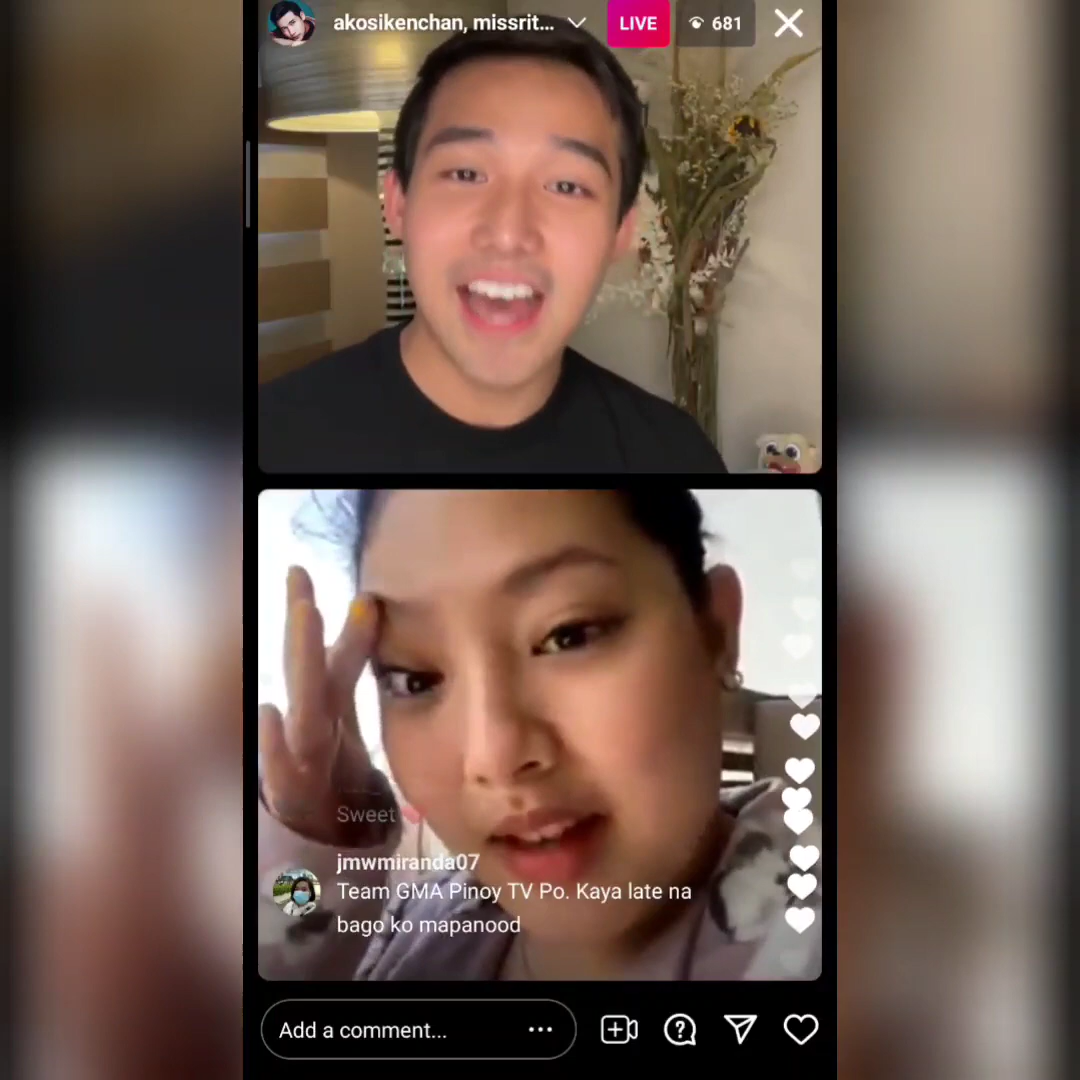 akosikenchan, missrit...
LIVE
681
Sweet
jmwmiranda07
Team GMA Pinoy TV Po. Kaya late na
bago ko mapanood
Add a comment...